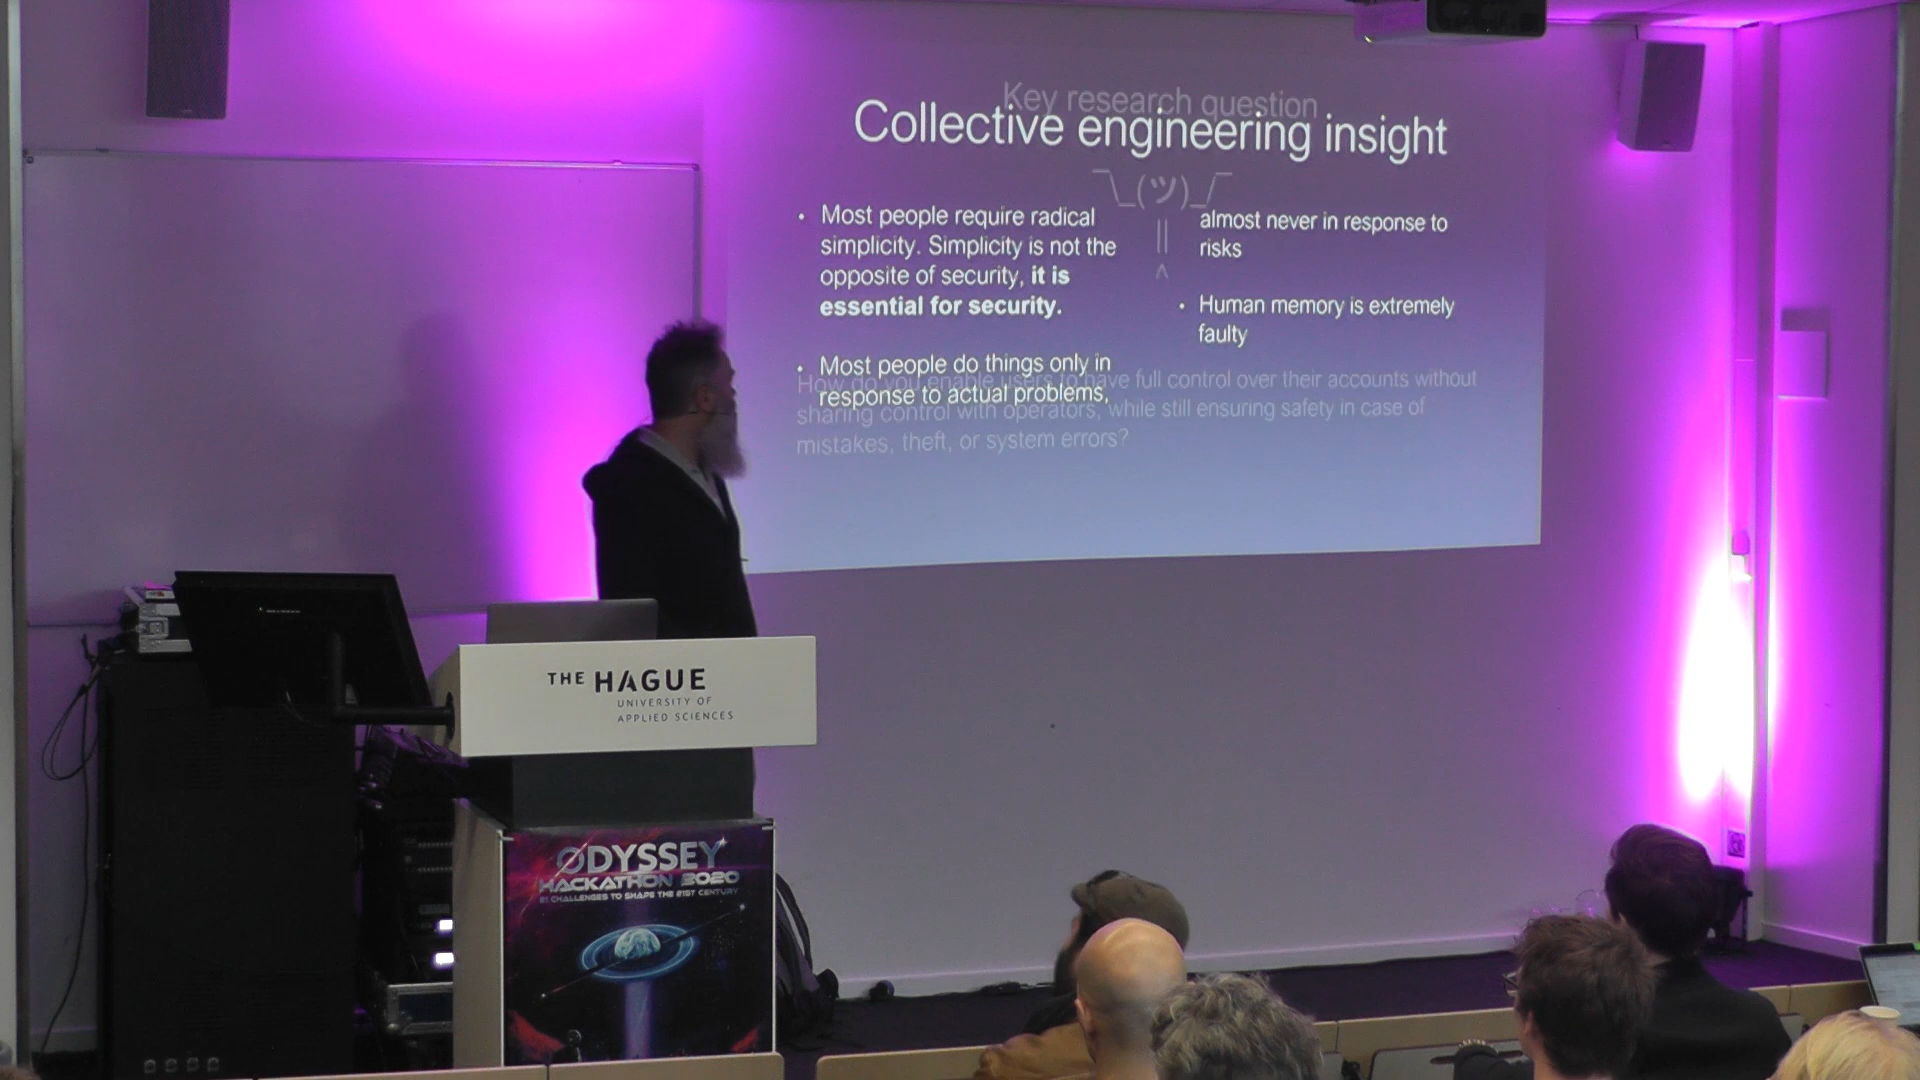 Key research question
Collective engineering insight
¯\_(ツ)_/¯
||
^
• Most people require radical
simplicity. Simplicity is not the
opposite of security, it is
essential for security.
• Most people do things only in
response to actual problems,
almost never in response to
risks
• Human memory is extremely
faulty
How do you enable users to have full control over their accounts without
sharing control with operators, while still ensuring safety in case of
mistakes, theft, or system errors?
THE HAGUE
UNIVERSITY OF
APPLIED SCIENCES
ODYSSEY
HACKATHON 2020
21 CHALLENGES TO SHAPE THE 21ST CENTURY